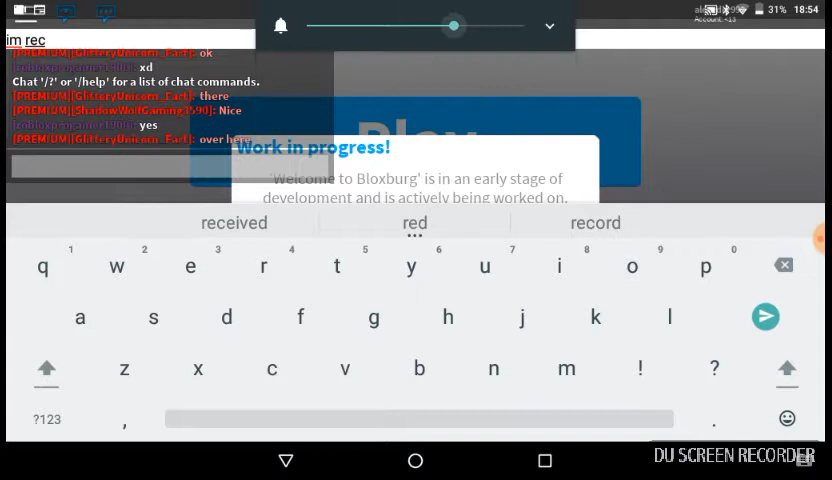 31% 18:54
Account: <13
im rec
[PREMIUM][GlitteryUnicorn_Fart]: ok
xd
Chat '/?' or '/help' for a list of chat commands.
[PREMIUM][GlitteryUnicorn_Fart]: there
[PREMIUM][ShadowWolfGaming1590]: Nice
yes
[PREMIUM][GlitteryUnicorn_Fart]: over here
Play
Work in progress!
'Welcome to Bloxburg' is in an early stage of
development and is actively being worked on.
received red record
1 2 3 4 5 6 7 8 9 0
q w e r t y u i o p
a s d f g h j k l
z x c v b n m ! ?
?123 , .
DU SCREEN RECORDER